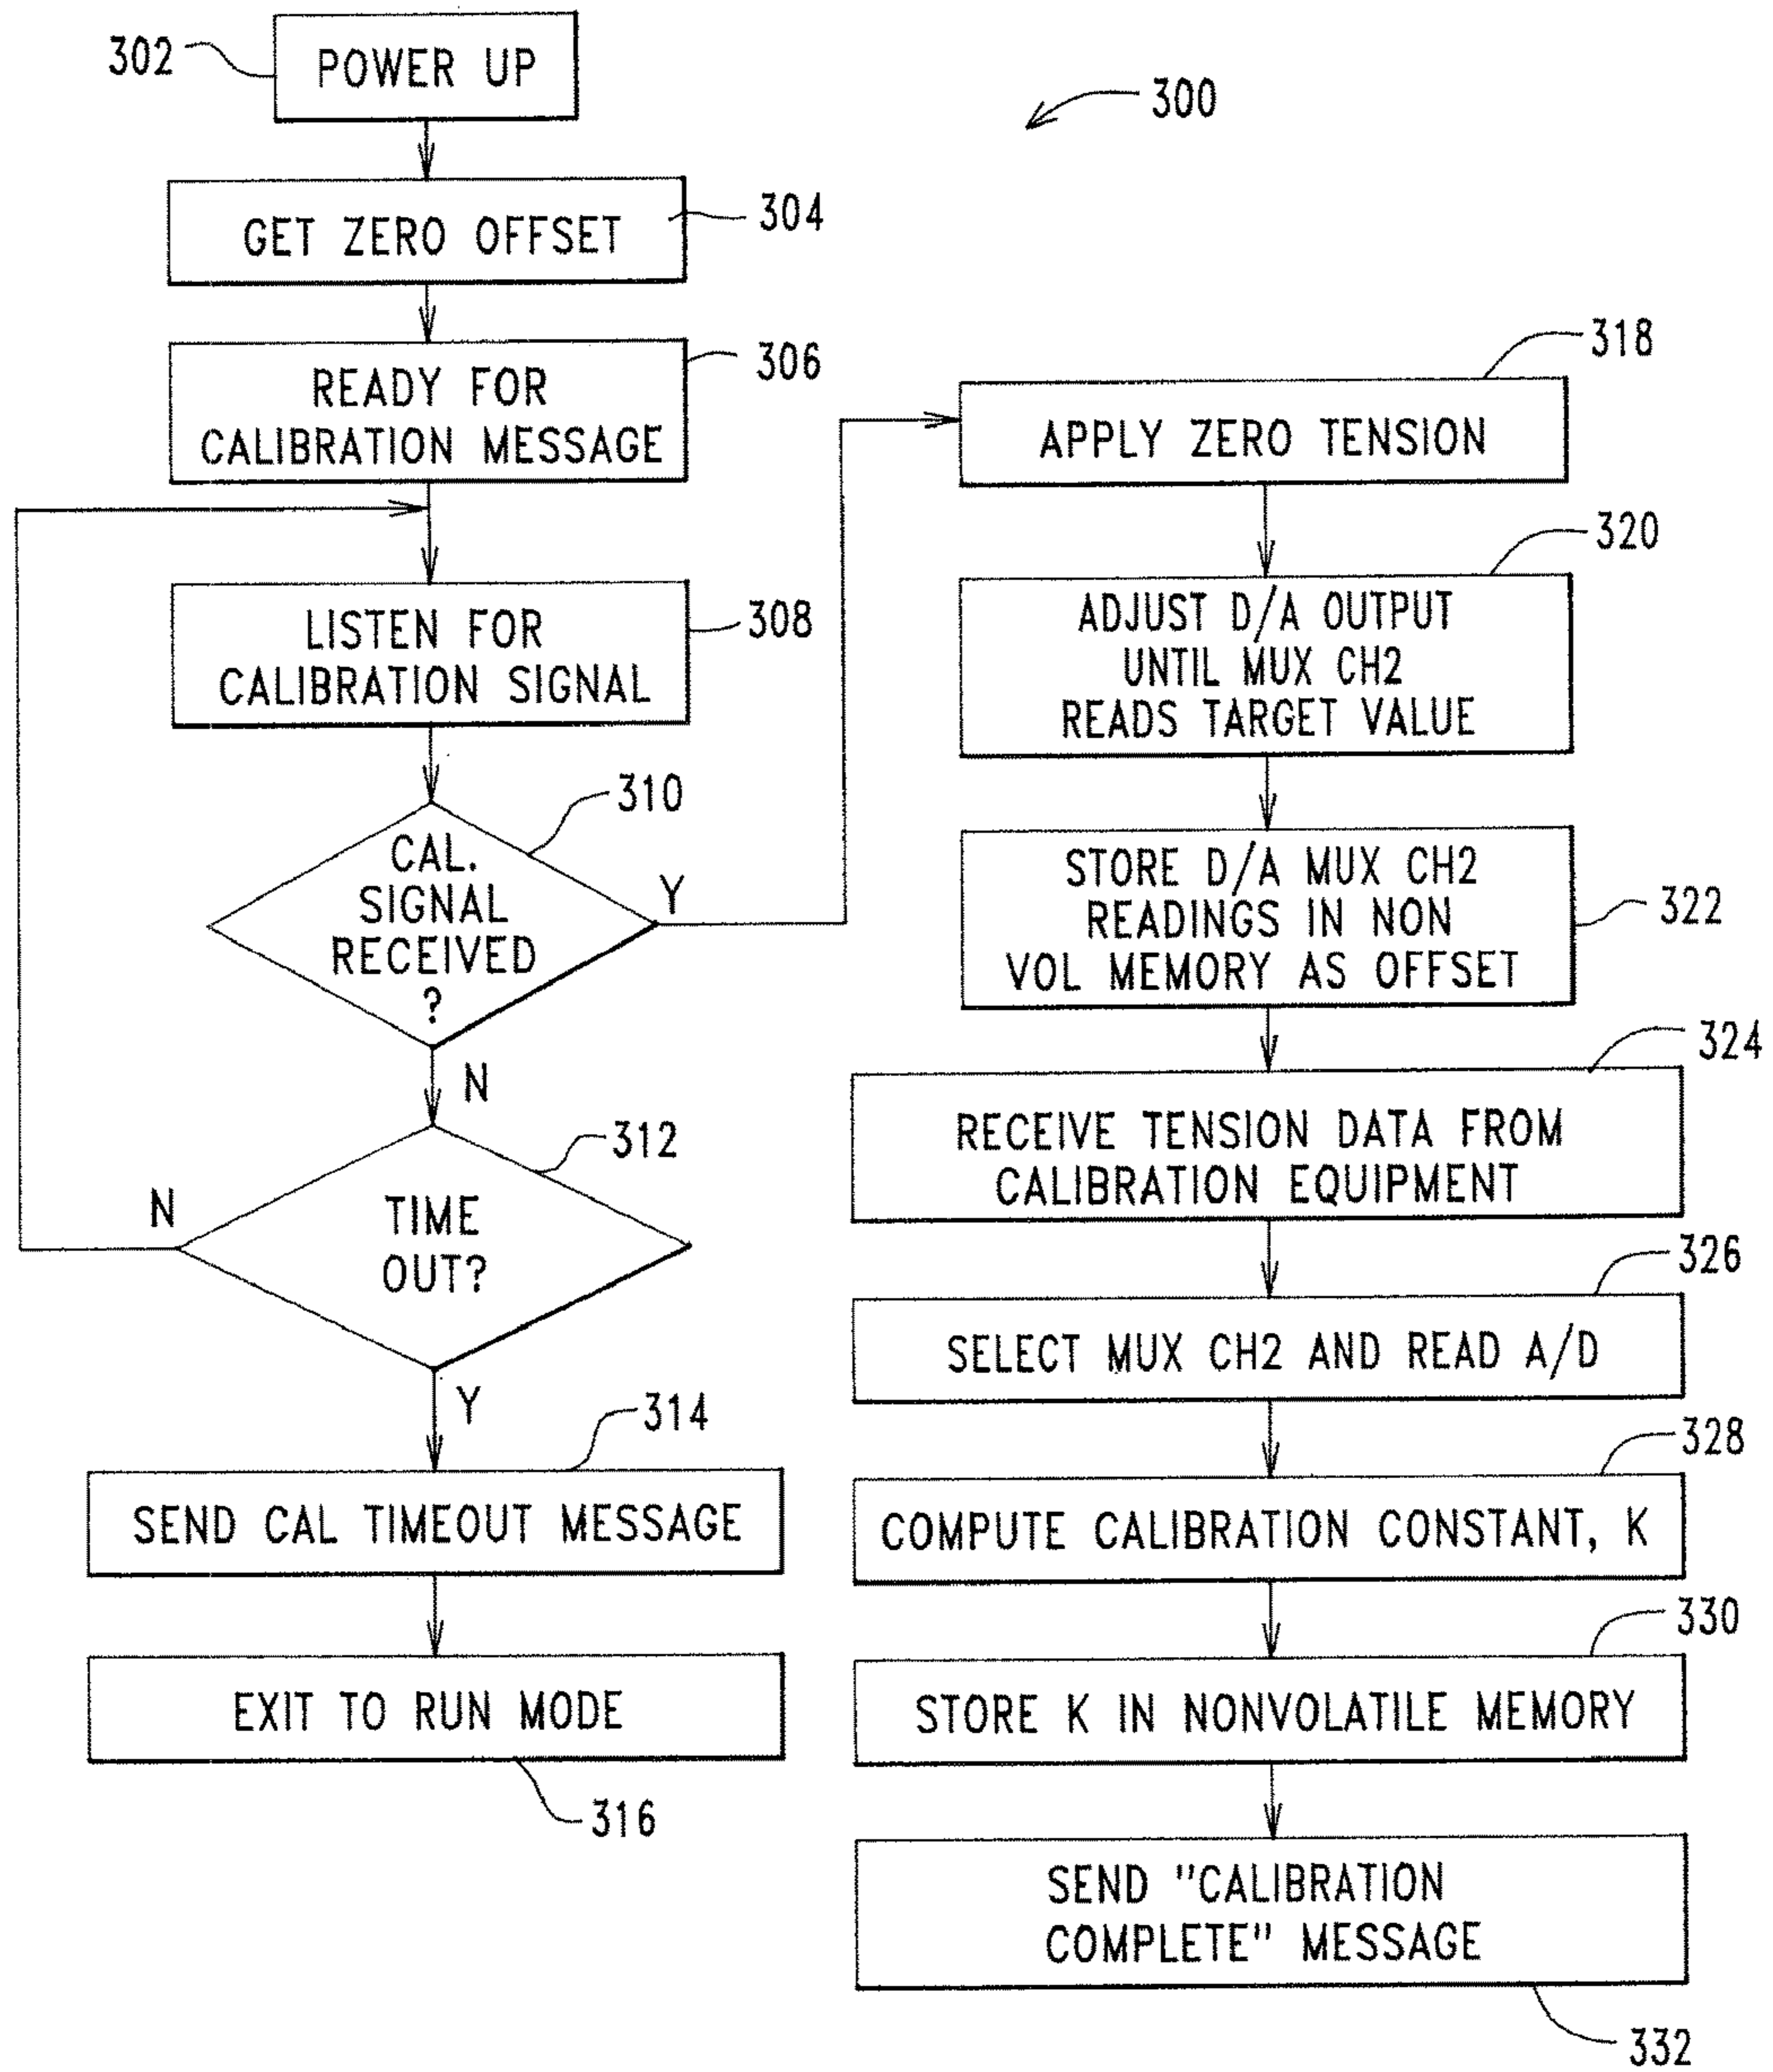 302
POWER UP
300
GET ZERO OFFSET
304
READY FOR
CALIBRATION MESSAGE
306
LISTEN FOR
CALIBRATION SIGNAL
308
310
CAL.
SIGNAL
RECEIVED
?
Y
N
312
TIME
OUT?
N
Y
314
SEND CAL TIMEOUT MESSAGE
EXIT TO RUN MODE
316
318
APPLY ZERO TENSION
320
ADJUST D/A OUTPUT
UNTIL MUX CH2
READS TARGET VALUE
STORE D/A MUX CH2
READINGS IN NON
VOL MEMORY AS OFFSET
322
324
RECEIVE TENSION DATA FROM
CALIBRATION EQUIPMENT
326
SELECT MUX CH2 AND READ A/D
328
COMPUTE CALIBRATION CONSTANT, K
330
STORE K IN NONVOLATILE MEMORY
SEND "CALIBRATION
COMPLETE" MESSAGE
332